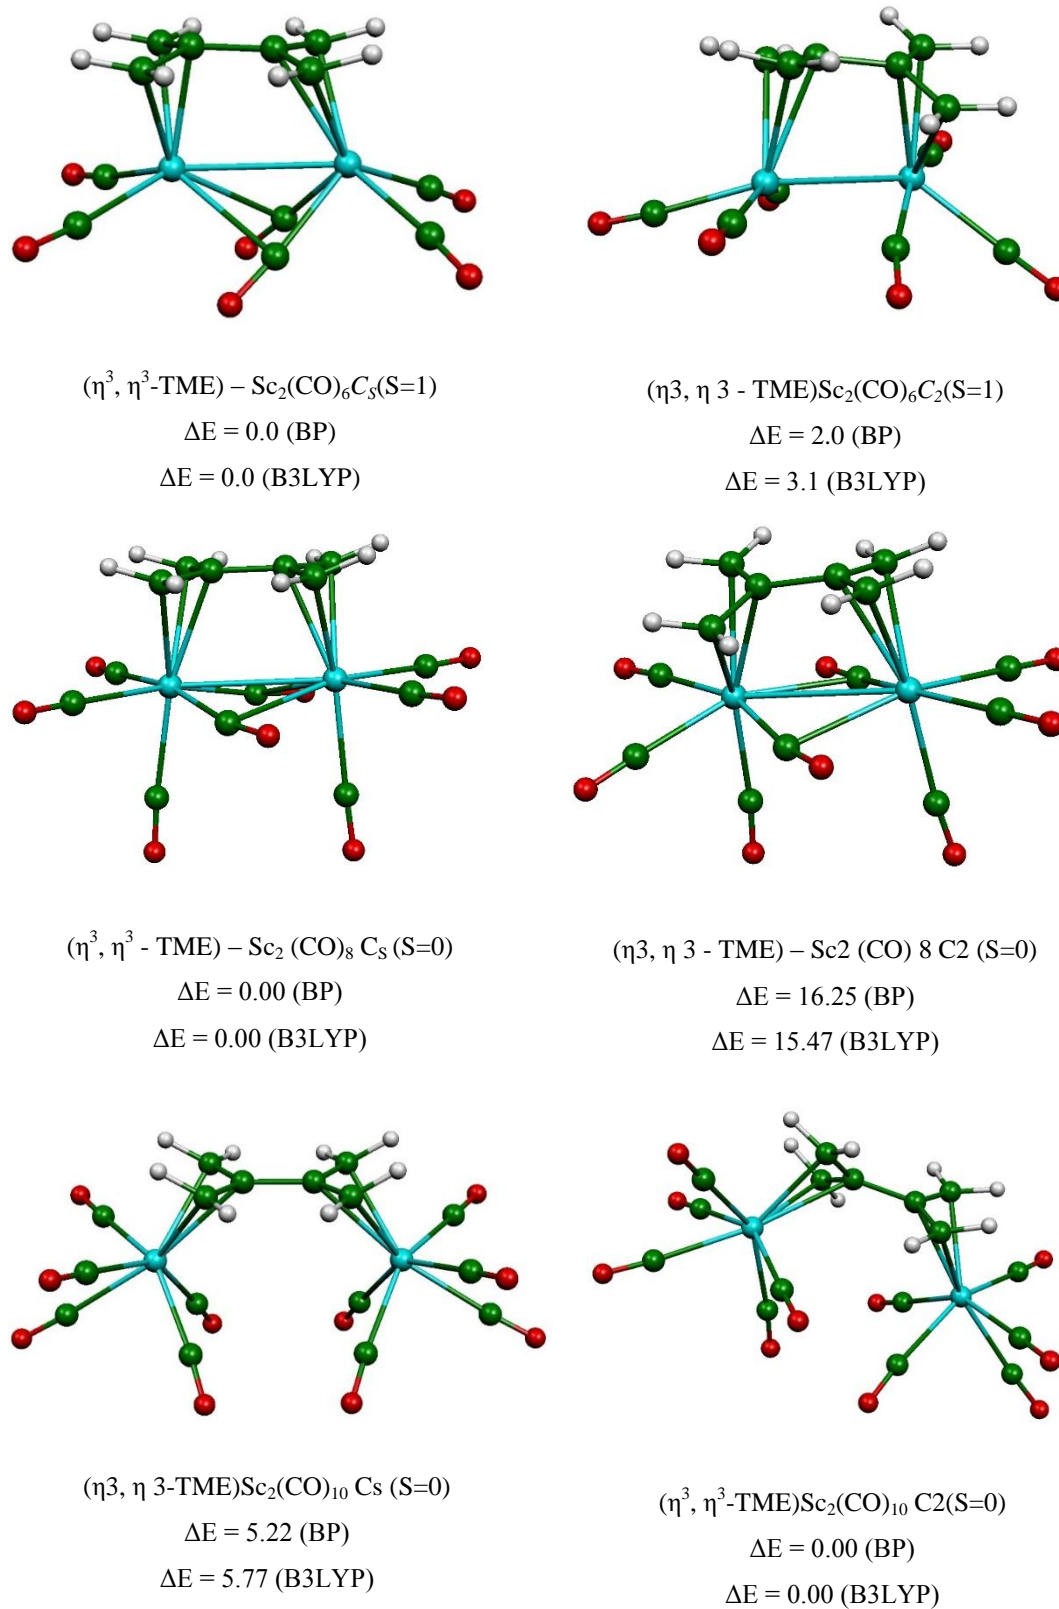 (η³, η³-TME) – Sc₂(CO)₆Cₛ(S=1)
ΔE = 0.0 (BP)
ΔE = 0.0 (B3LYP)
(η3, η 3 - TME)Sc₂(CO)₆C₂(S=1)
ΔE = 2.0 (BP)
ΔE = 3.1 (B3LYP)
(η³, η³ - TME) – Sc₂ (CO)₈ Cₛ (S=0)
ΔE = 0.00 (BP)
ΔE = 0.00 (B3LYP)
(η3, η 3 - TME) – Sc2 (CO) 8 C2 (S=0)
ΔE = 16.25 (BP)
ΔE = 15.47 (B3LYP)
(η3, η 3-TME)Sc₂(CO)₁₀ Cs (S=0)
ΔE = 5.22 (BP)
ΔE = 5.77 (B3LYP)
(η³, η³-TME)Sc₂(CO)₁₀ C2(S=0)
ΔE = 0.00 (BP)
ΔE = 0.00 (B3LYP)